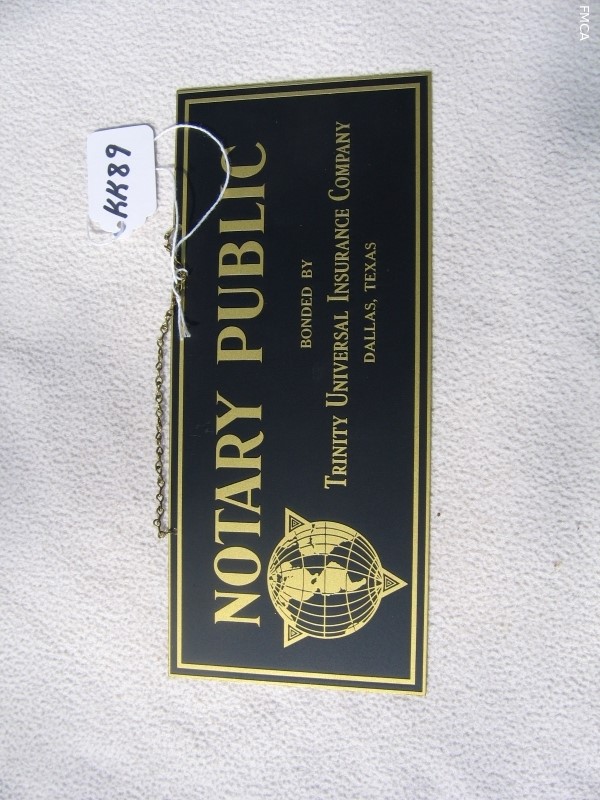 NOTARY PUBLIC
BONDED BY
TRINITY UNIVERSAL INSURANCE COMPANY
DALLAS, TEXAS
KK89
FMCA